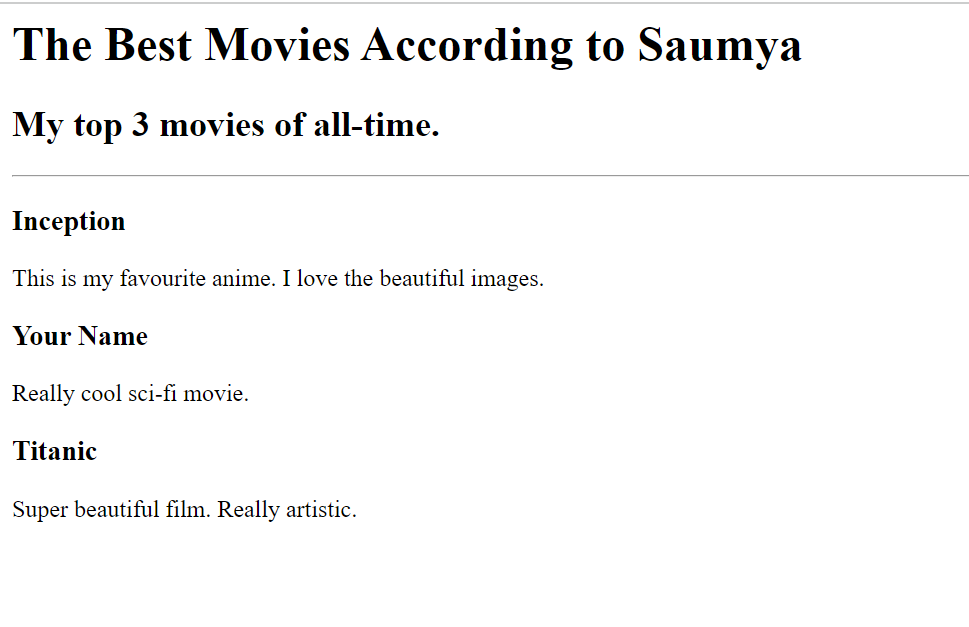 The Best Movies According to Saumya
My top 3 movies of all-time.
Inception
This is my favourite anime. I love the beautiful images.
Your Name
Really cool sci-fi movie.
Titanic
Super beautiful film. Really artistic.